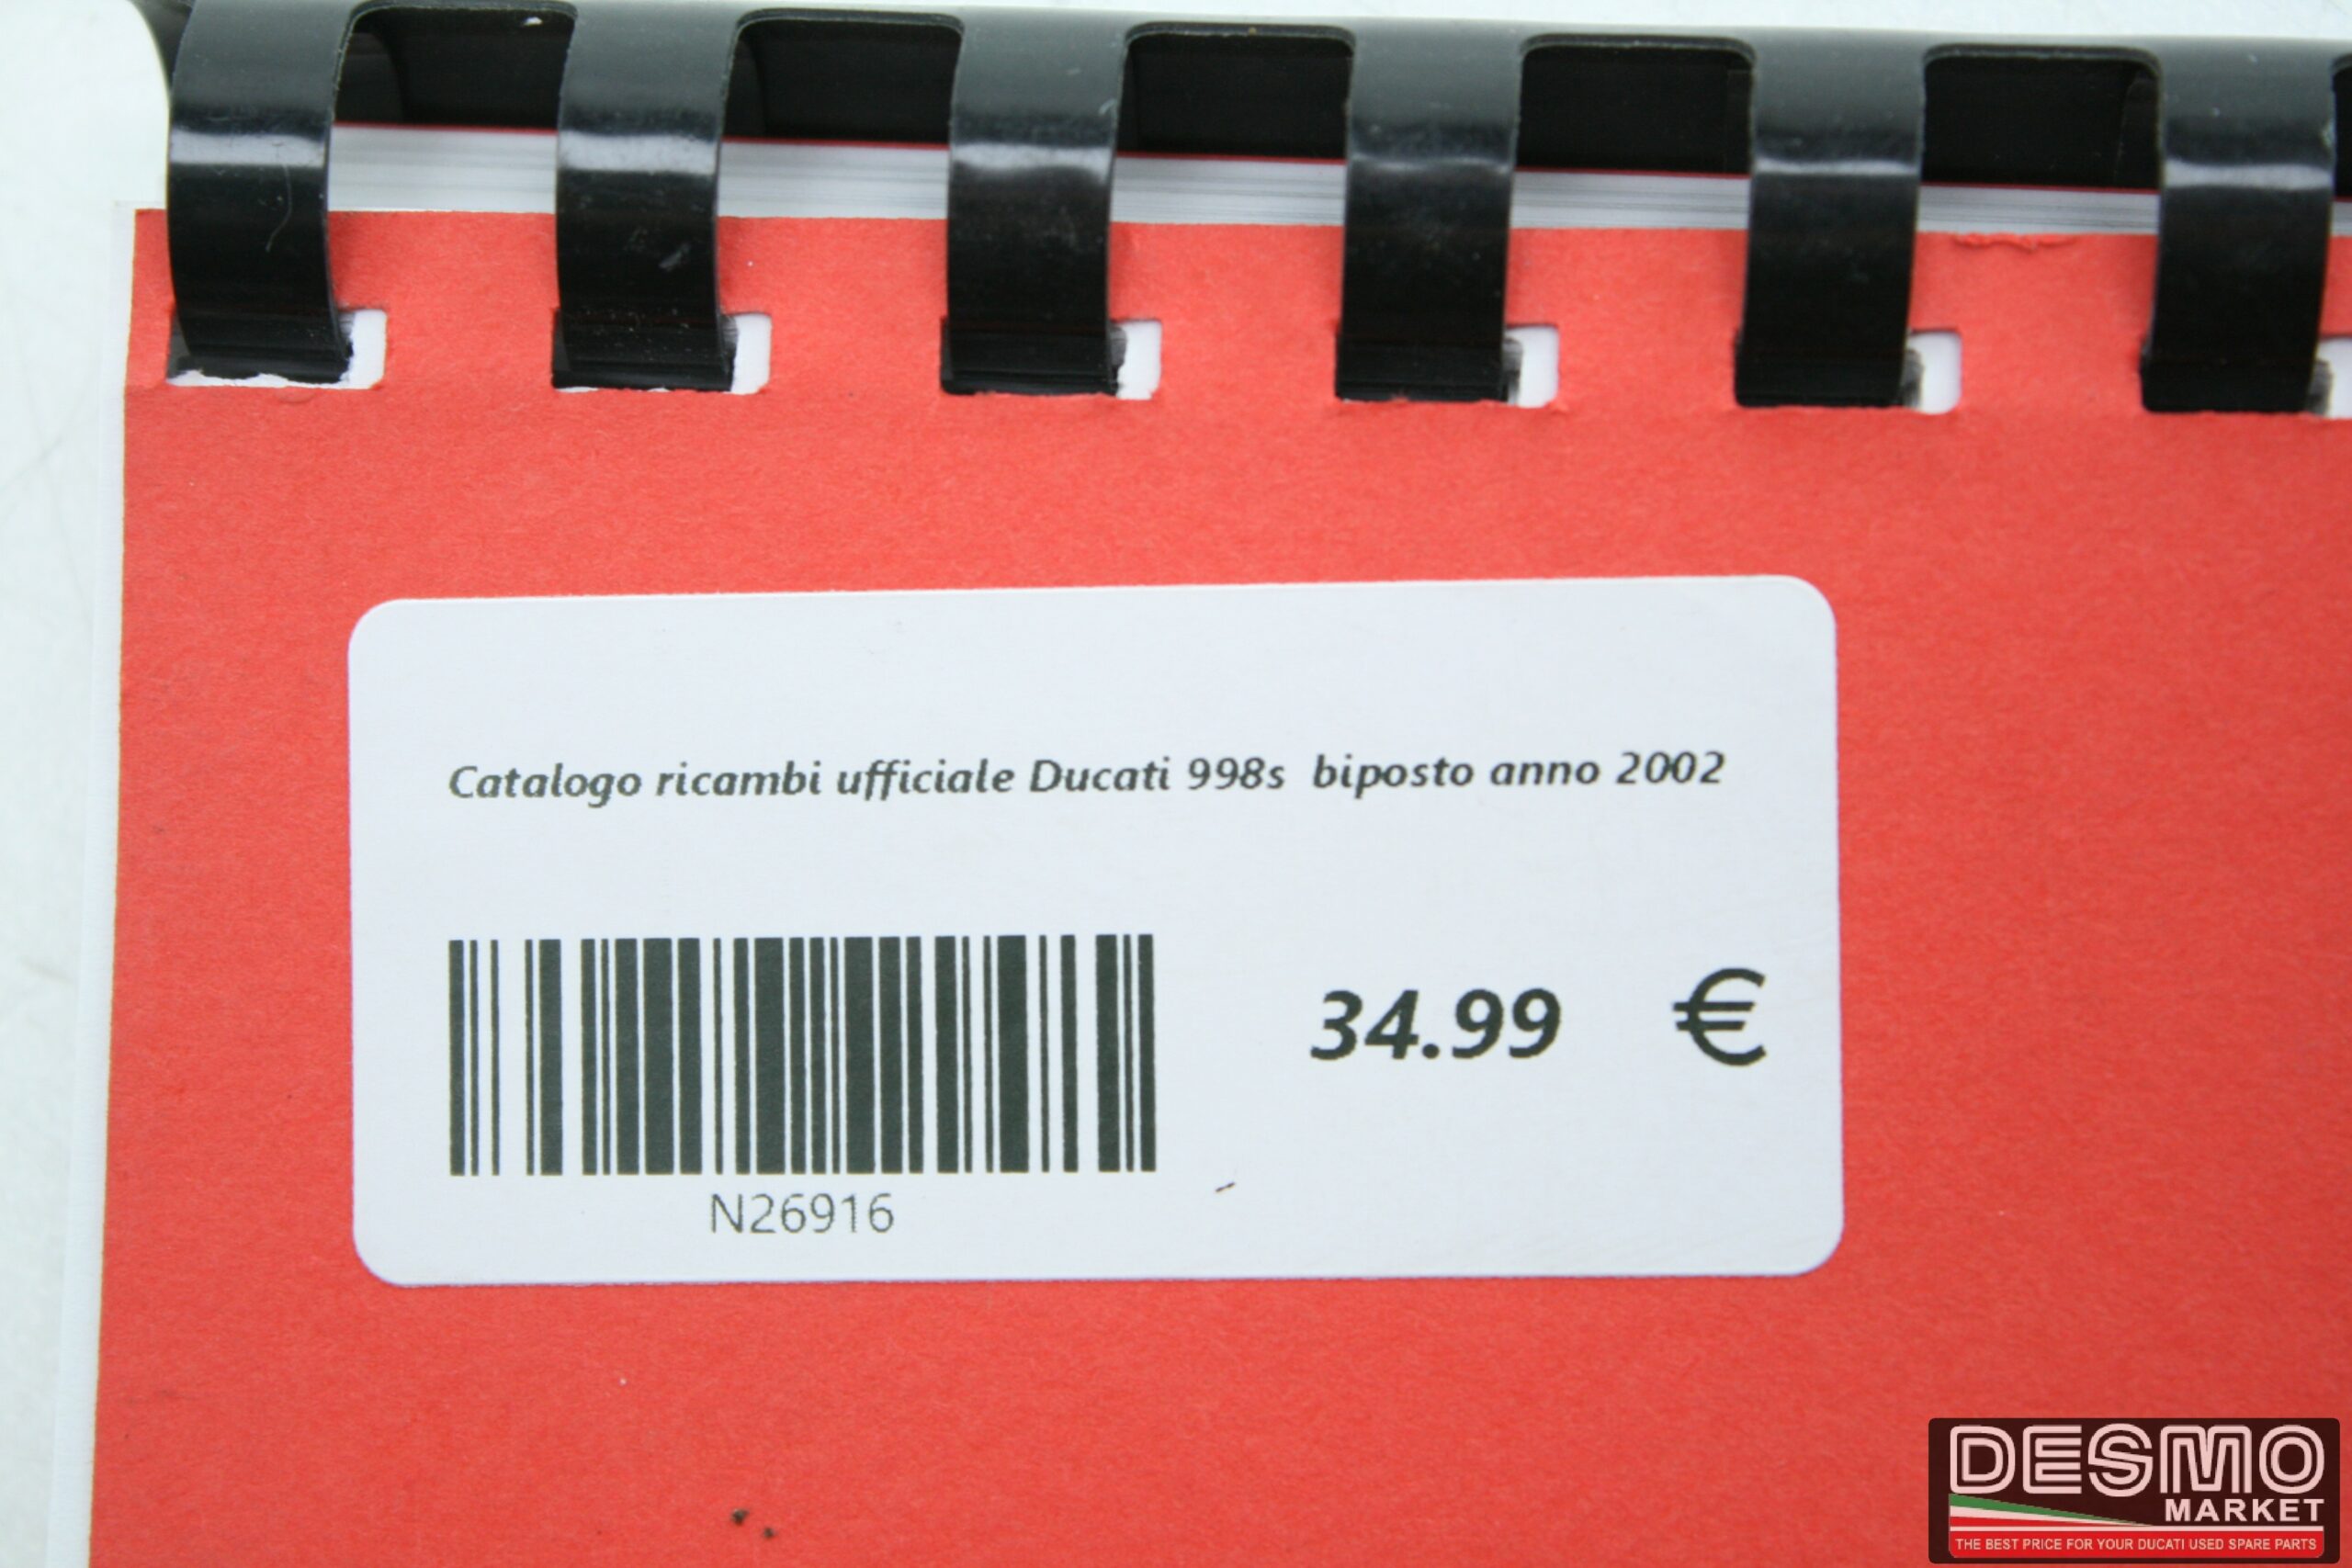 Catalogo ricambi ufficiale Ducati 998s biposto anno 2002
34.99 €
N26916
DESMO
MARKET
THE BEST PRICE FOR YOUR DUCATI USED SPARE PARTS